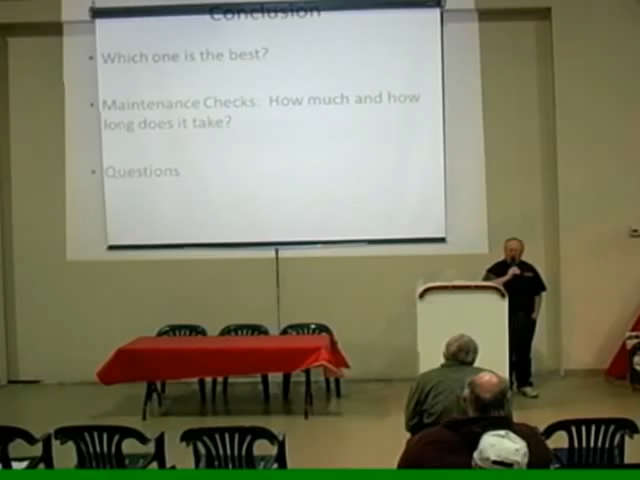 Conclusion
• Which one is the best?
• Maintenance Checks: How much and how
long does it take?
• Questions